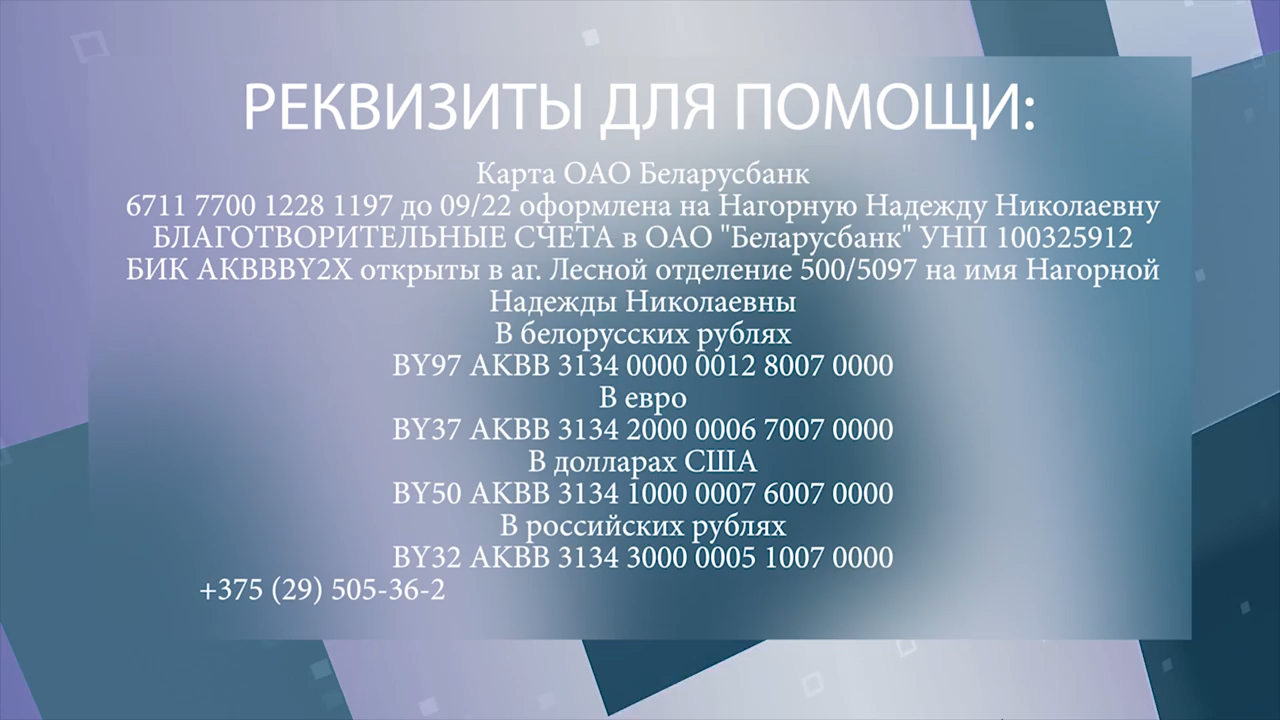 РЕКВИЗИТЫ ДЛЯ ПОМОЩИ:
Карта ОАО Беларусбанк
6711 7700 1228 1197 до 09/22 оформлена на Нагорную Надежду Николаевну
БЛАГОТВОРИТЕЛЬНЫЕ СЧЕТА в ОАО "Беларусбанк" УНП 100325912
БИК AKBBBY2X открыты в аг. Лесной отделение 500/5097 на имя Нагорной
Надежды Николаевны
В белорусских рублях
BY97 AKBB 3134 0000 0012 8007 0000
В евро
BY37 AKBB 3134 2000 0006 7007 0000
В долларах США
BY50 AKBB 3134 1000 0007 6007 0000
В российских рублях
BY32 AKBB 3134 3000 0005 1007 0000
+375 (29) 505-36-2